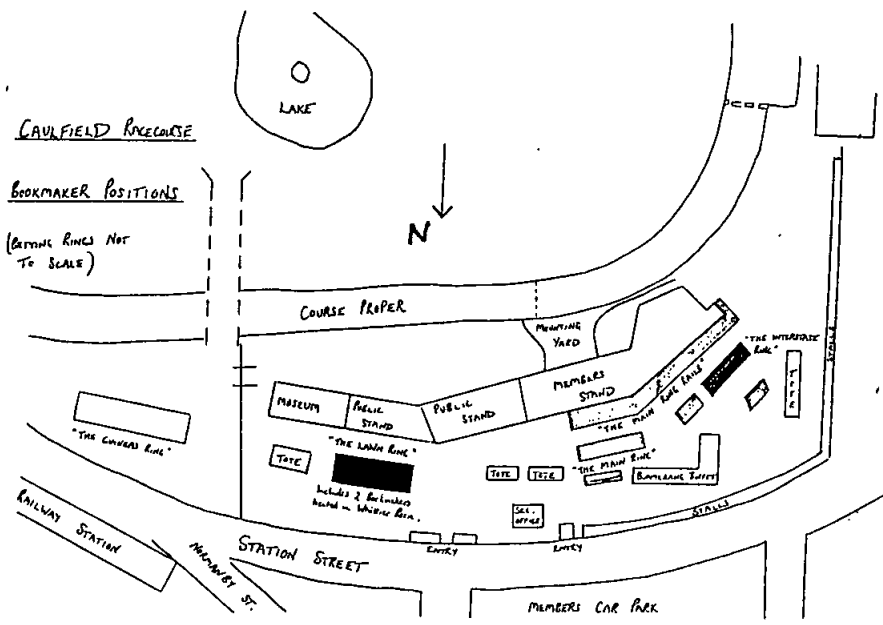 LAKE
CAULFIELD RACECOURSE
BOOKMAKER POSITIONS
(BETTING RINGS NOT
TO SCALE)
N
COURSE PROPER
MOUNTING
YARD
"THE INTERSTATE
RING"
STALLS
TOTE
MEMBERS
STAND
PUBLIC
STAND
PUBLIC
STAND
MUSEUM
"THE MAIN RING RAILS"
"THE GUINEAS RING"
"THE LAWN RING"
"THE MAIN RING"
TOTE
TOTE
TOTE
BOOMERANG BUFFET
Includes 2 Bookmakers
located in Whittier Room.
SEC.
OFFICE
STALLS
RAILWAY STATION
NORMANBY ST.
STATION STREET
ENTRY
ENTRY
MEMBERS CAR PARK